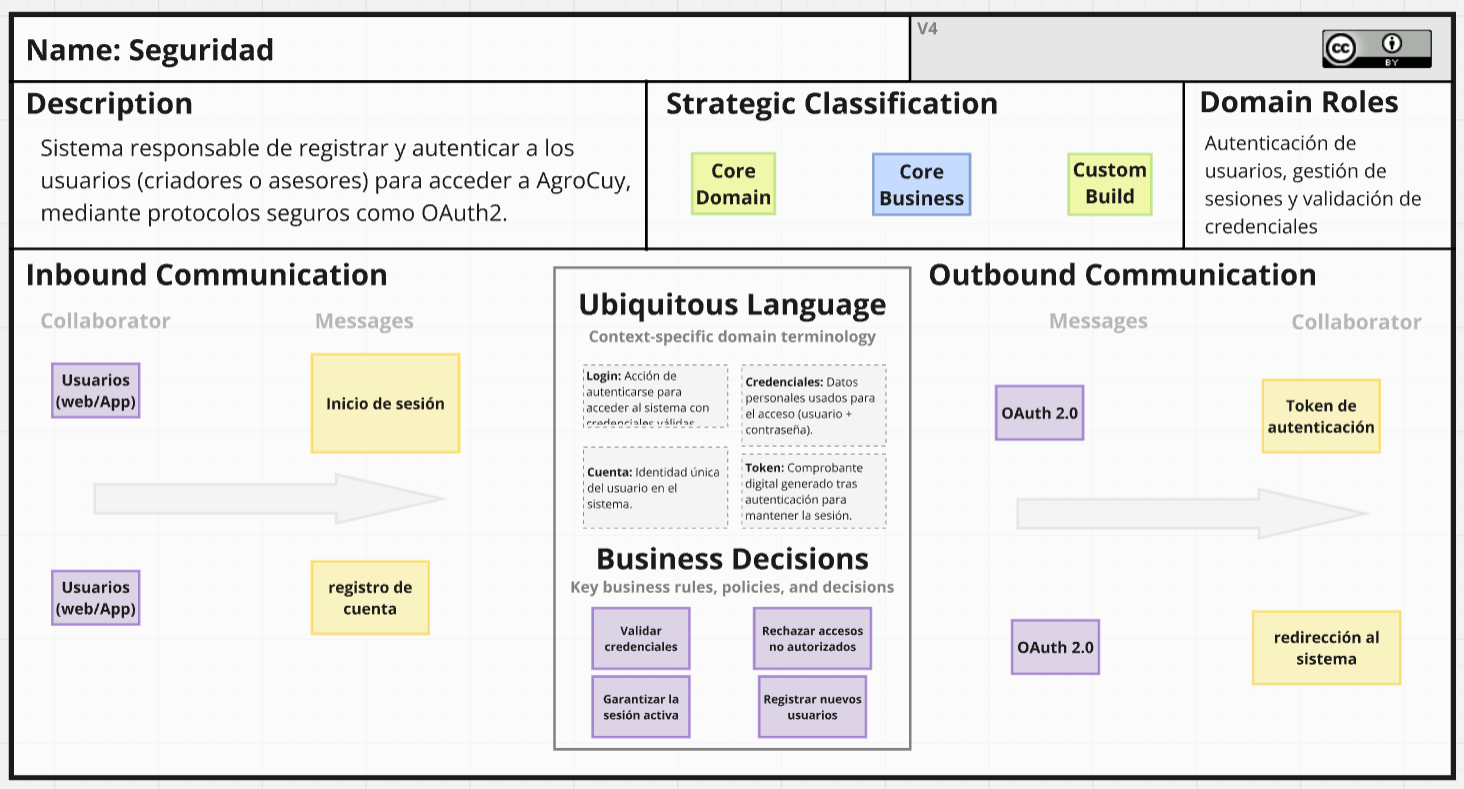 Name: Seguridad
V4
cc
BY
Description
Sistema responsable de registrar y autenticar a los
usuarios (criadores o asesores) para acceder a AgroCuy,
mediante protocolos seguros como OAuth2.
Strategic Classification
Core
Domain
Core
Business
Custom
Build
Domain Roles
Autenticación de
usuarios, gestión de
sesiones y validación de
credenciales
Inbound Communication
Collaborator
Messages
Usuarios
(web/App)
Inicio de sesión
Usuarios
(web/App)
registro de
cuenta
Ubiquitous Language
Context-specific domain terminology
Login: Acción de
autenticarse para
acceder al sistema con
credenciales válidas
Credenciales: Datos
personales usados para
el acceso (usuario +
contraseña).
Cuenta: Identidad única
del usuario en el
sistema.
Token: Comprobante
digital generado tras
autenticación para
mantener la sesión.
Business Decisions
Key business rules, policies, and decisions
Validar
credenciales
Rechazar accesos
no autorizados
Garantizar la
sesión activa
Registrar nuevos
usuarios
Outbound Communication
Messages
Collaborator
OAuth 2.0
Token de
autenticación
OAuth 2.0
redirección al
sistema